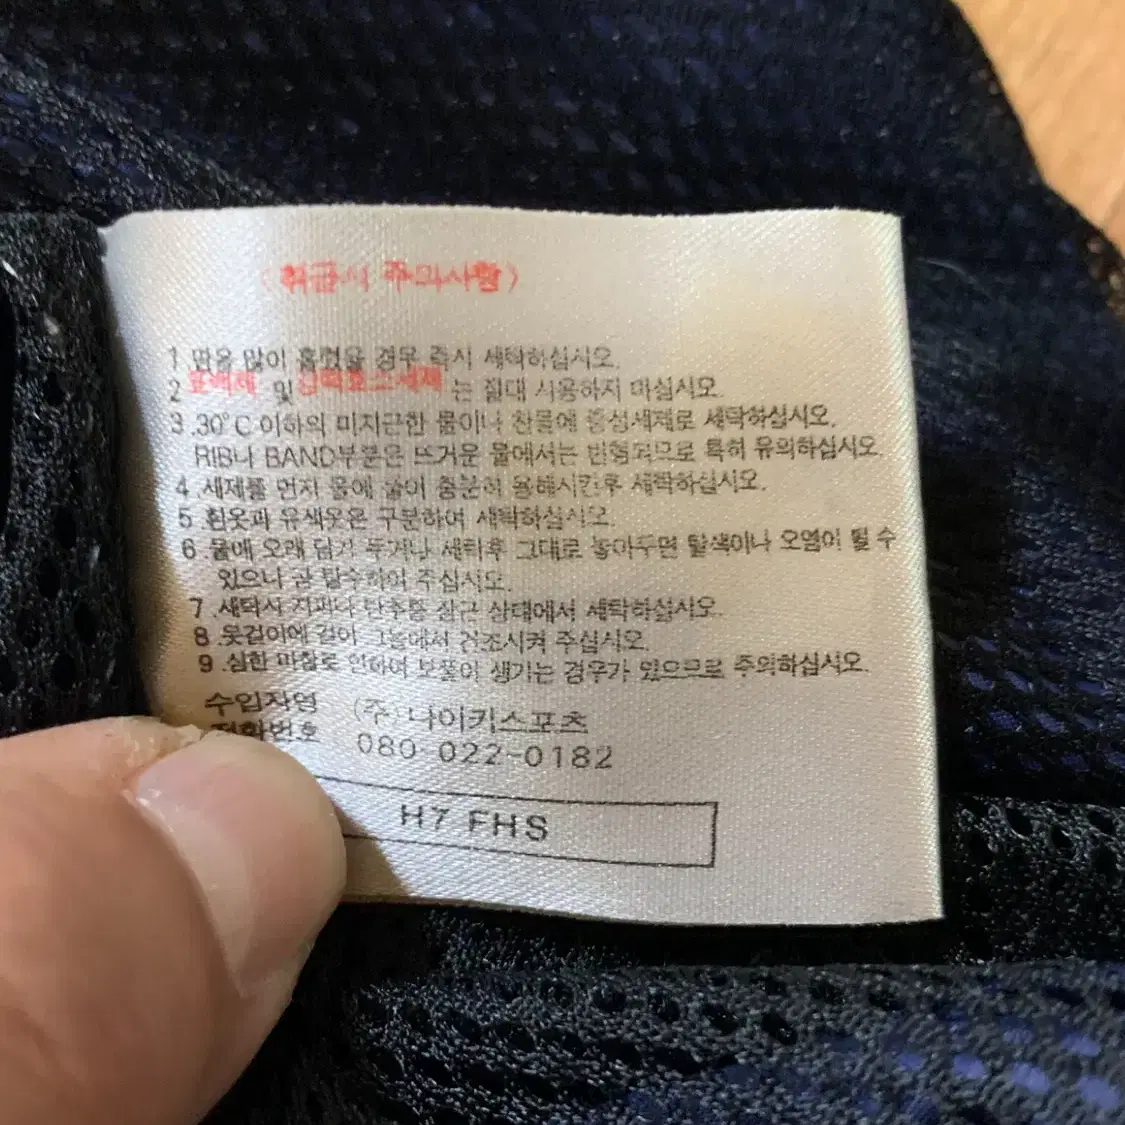 (취급시 주의사항)
1 땀을 많이 흘렸을 경우 즉시 세탁하십시오.
2 표백제 및 강력효소세제 는 절대 사용하지 마십시오.
3 .30°C 이하의 미지근한 물이나 찬물에 중성세제로 세탁하십시오.
RIB나 BAND부분은 뜨거운 물에서는 변형되므로 특히 유의하십시오.
4 .세제를 먼저 물에 풀어 충분히 용해시킨후 세탁하십시오.
5 .흰옷과 유색옷은 구분하여 세탁하십시오.
6 .물에 오래 담가 두거나 세탁후 그대로 놓아두면 탈색이나 오염이 될 수
있으니 곧 탈수하여 주십시오.
7 .세탁시 지퍼나 단추를 잠근 상태에서 세탁하십시오.
8 .옷걸이에 걸어 그늘에서 건조시켜 주십시오.
9 .심한 마찰로 인하여 보풀이 생기는 경우가 있으므로 주의하십시오.
수입자명 (주)나이키스포츠
전화번호 080-022-0182
H7 FHS